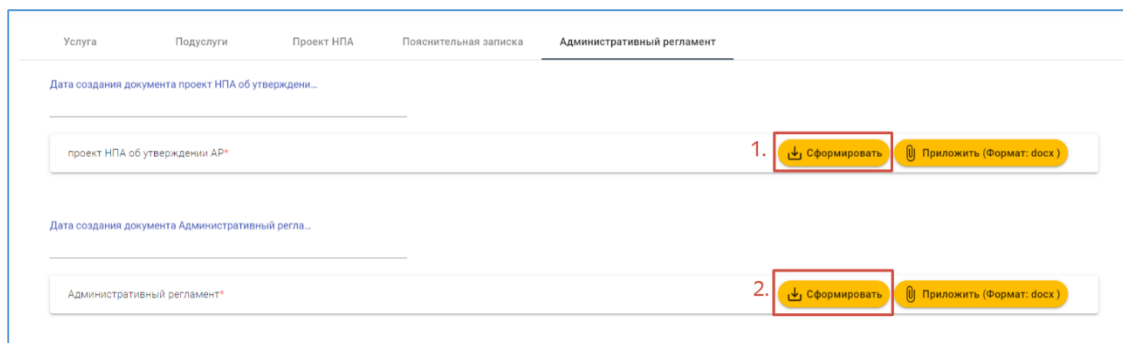 Услуга Подуслуги Проект НПА Пояснительная записка Административный регламент
Дата создания документа проект НПА об утверждени...
проект НПА об утверждении АР*
1. Сформировать Приложить (Формат: docx )
Дата создания документа Административный регла...
Административный регламент*
2. Сформировать Приложить (Формат: docx )